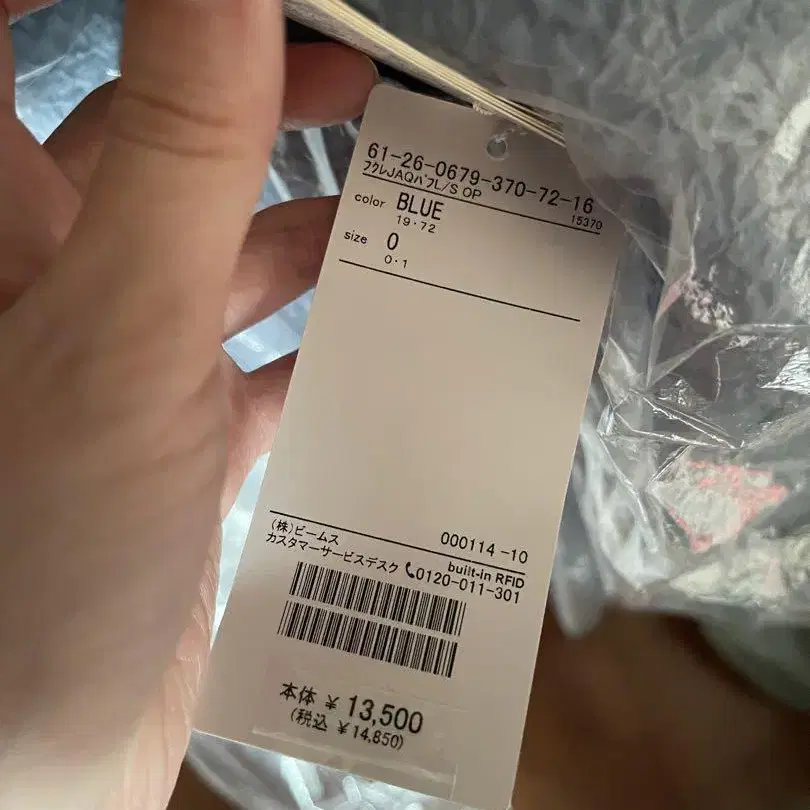 61-26-0679-370-72-16
ﾌｸﾚJAQﾊﾟﾌL/S OP 15370
color BLUE
19・72
size 0
0・1
(株)ビームス 000114-10
built-in RFID
カスタマーサービスデスク 0120-011-301
本体 ¥ 13,500
(税込 ¥14,850)